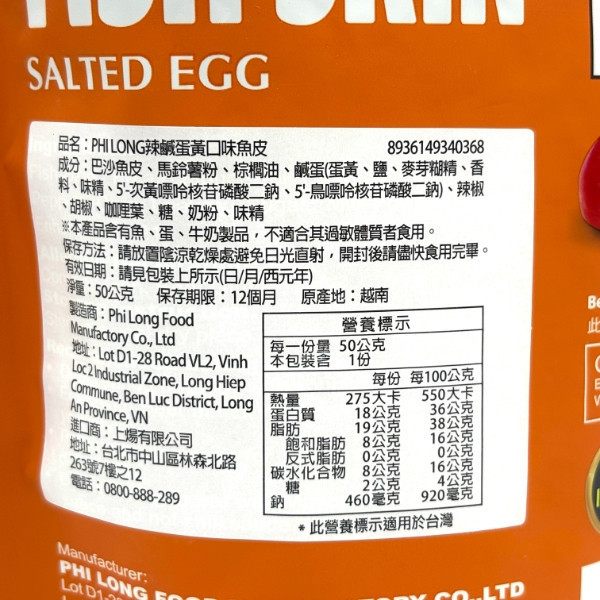 FISH SKIN
SALTED EGG
品名：PHI LONG辣鹹蛋黃口味魚皮 8936149340368
成分：巴沙魚皮、馬鈴薯粉、棕櫚油、鹹蛋(蛋黃、鹽、麥芽糊精、香
料、味精、5'-次黃嘌呤核苷磷酸二鈉、5'-鳥嘌呤核苷磷酸二鈉)、辣椒
、胡椒、咖哩葉、糖、奶粉、味精
※本產品含有魚、蛋、牛奶製品，不適合其過敏體質者食用。
保存方法：請放置陰涼乾燥處避免日光直射，開封後請儘快食用完畢。
有效日期：請見包裝上所示(日/月/西元年)
淨重：50公克 保存期限：12個月 原產地：越南
製造商：Phi Long Food
Manufactory Co., Ltd
地址：Lot D1-28 Road VL2, Vinh
Loc 2 Industrial Zone, Long Hiep
Commune, Ben Luc District, Long
An Province, VN
進口商：上煬有限公司
地址：台北市中山區林森北路
263號7樓之12
電話：0800-888-289
營養標示
每一份量 50公克
本包裝含 1份
每份 每100公克
熱量 275大卡 550大卡
蛋白質 18公克 36公克
脂肪 19公克 38公克
飽和脂肪 8公克 16公克
反式脂肪 0公克 0公克
碳水化合物 8公克 16公克
糖 2公克 4公克
鈉 460毫克 920毫克
*此營養標示適用於台灣
Manufacturer:
PHI LONG
CO.,LTD
Lot D1-